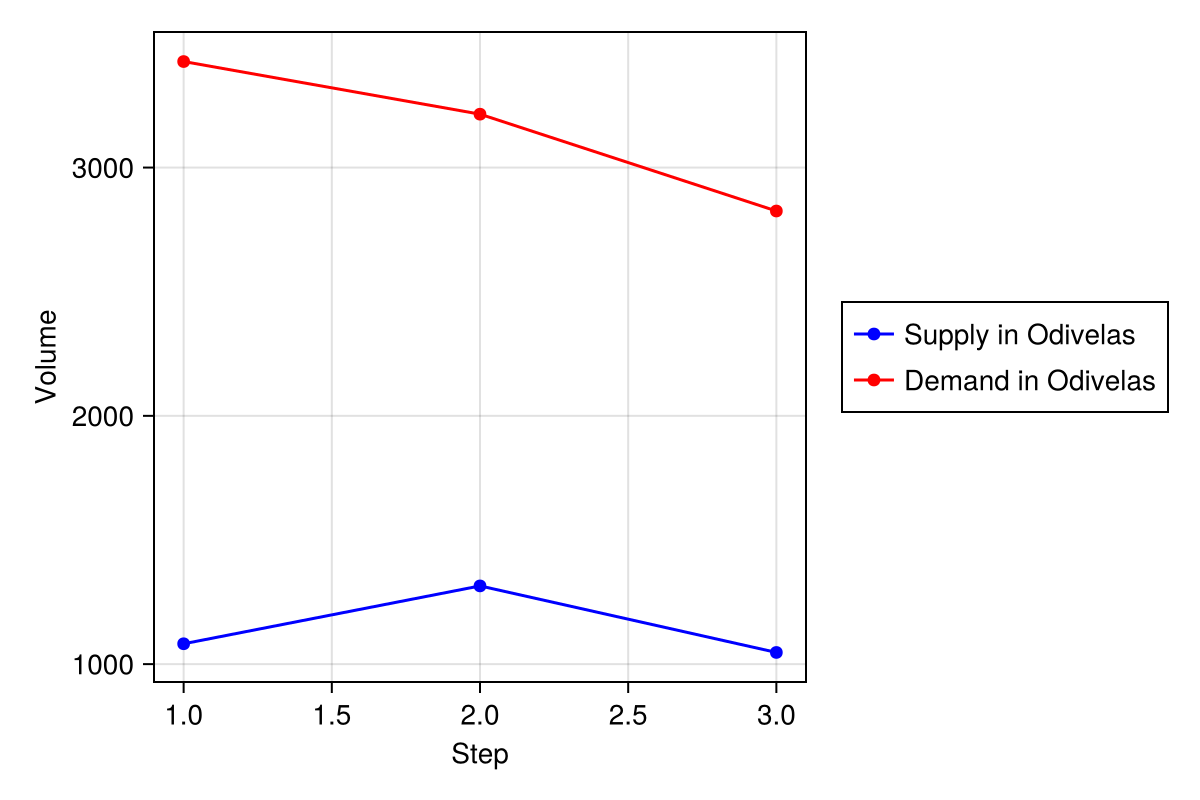 3000
2000
1000
Volume
1.0 1.5 2.0 2.5 3.0
Step
Supply in Odivelas
Demand in Odivelas